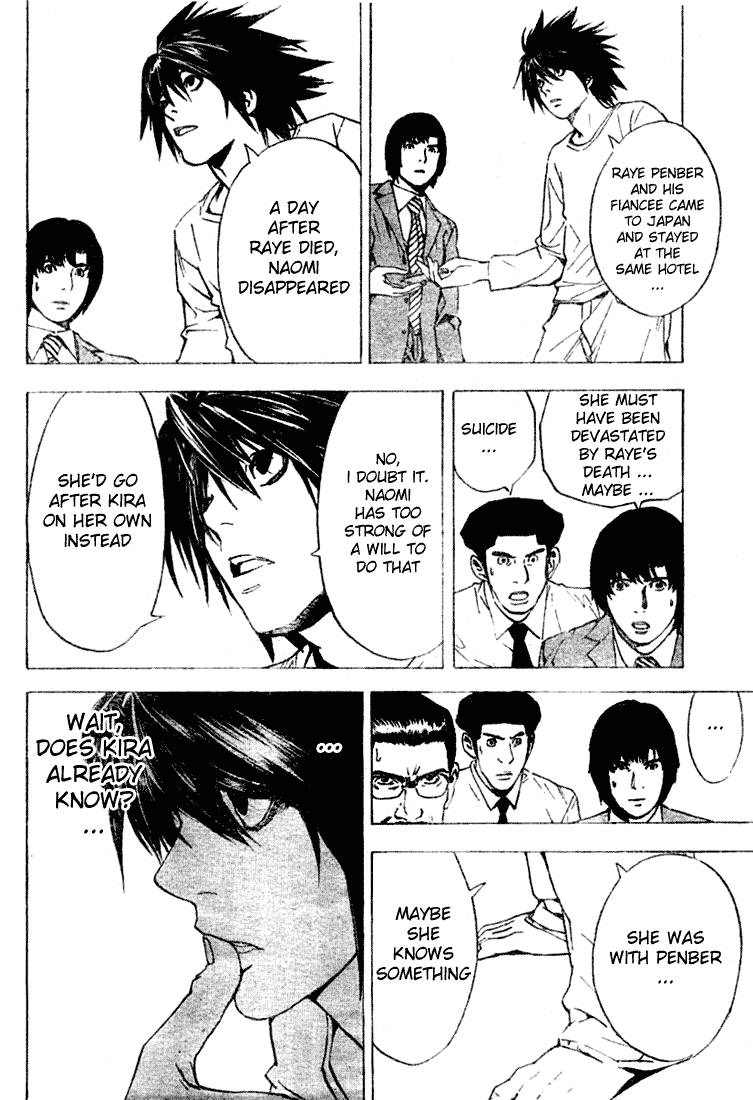 RAYE PENBER
AND HIS
FIANCEE CAME
TO JAPAN
AND STAYED
AT THE
SAME HOTEL
...
A DAY
AFTER
RAYE DIED,
NAOMI
DISAPPEARED
SHE MUST
HAVE BEEN
DEVASTATED
BY RAYE'S
DEATH ...
MAYBE ...
SUICIDE
...
NO,
I DOUBT IT.
NAOMI
HAS TOO
STRONG OF
A WILL TO
DO THAT
SHE'D GO
AFTER KIRA
ON HER OWN
INSTEAD
...
SHE WAS
WITH PENBER
...
MAYBE
SHE
KNOWS
SOMETHING
...
WAIT,
DOES KIRA
ALREADY
KNOW?
...